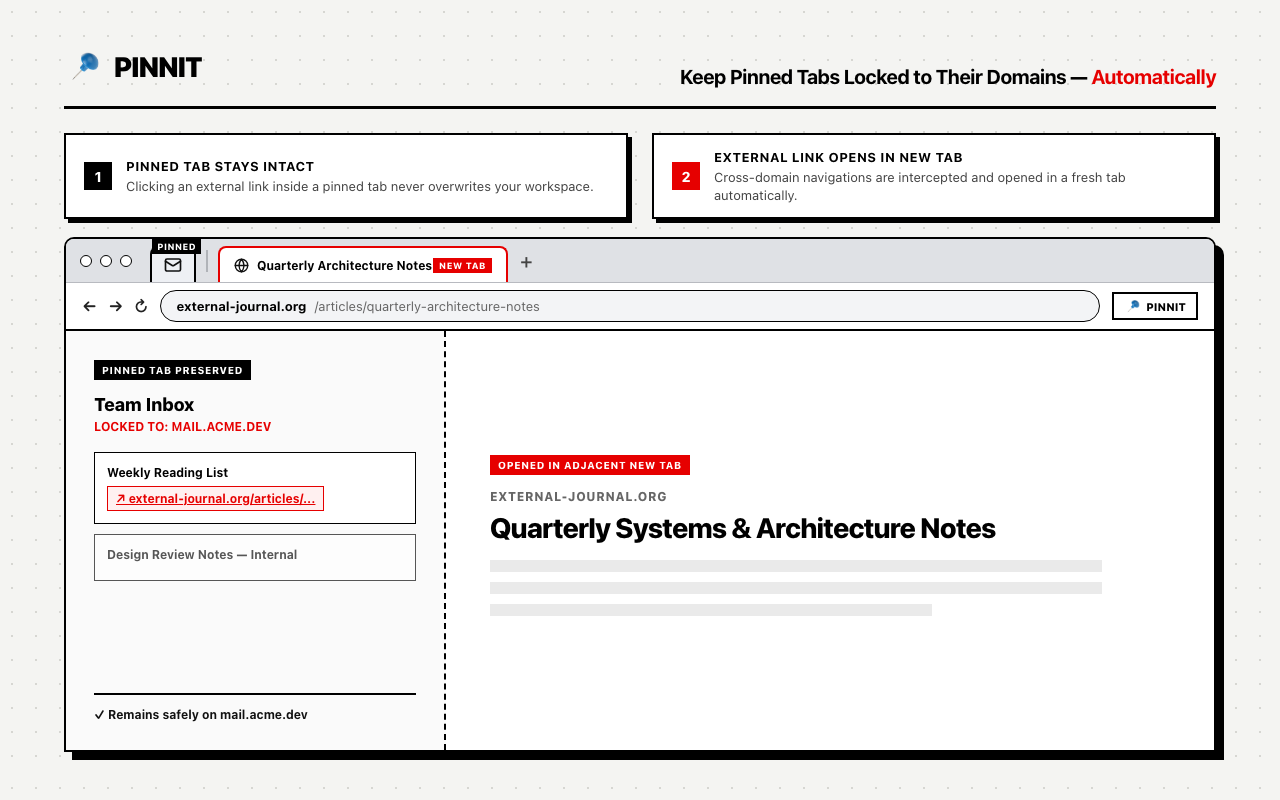 PINNIT
Keep Pinned Tabs Locked to Their Domains — Automatically
1
PINNED TAB STAYS INTACT
Clicking an external link inside a pinned tab never overwrites your workspace.
2
EXTERNAL LINK OPENS IN NEW TAB
Cross-domain navigations are intercepted and opened in a fresh tab
automatically.
PINNED
Quarterly Architecture Notes NEW TAB
external-journal.org /articles/quarterly-architecture-notes
PINNIT
PINNED TAB PRESERVED
Team Inbox
LOCKED TO: MAIL.ACME.DEV
Weekly Reading List
↗ external-journal.org/articles/...
Design Review Notes — Internal
✓ Remains safely on mail.acme.dev
OPENED IN ADJACENT NEW TAB
EXTERNAL-JOURNAL.ORG
Quarterly Systems & Architecture Notes